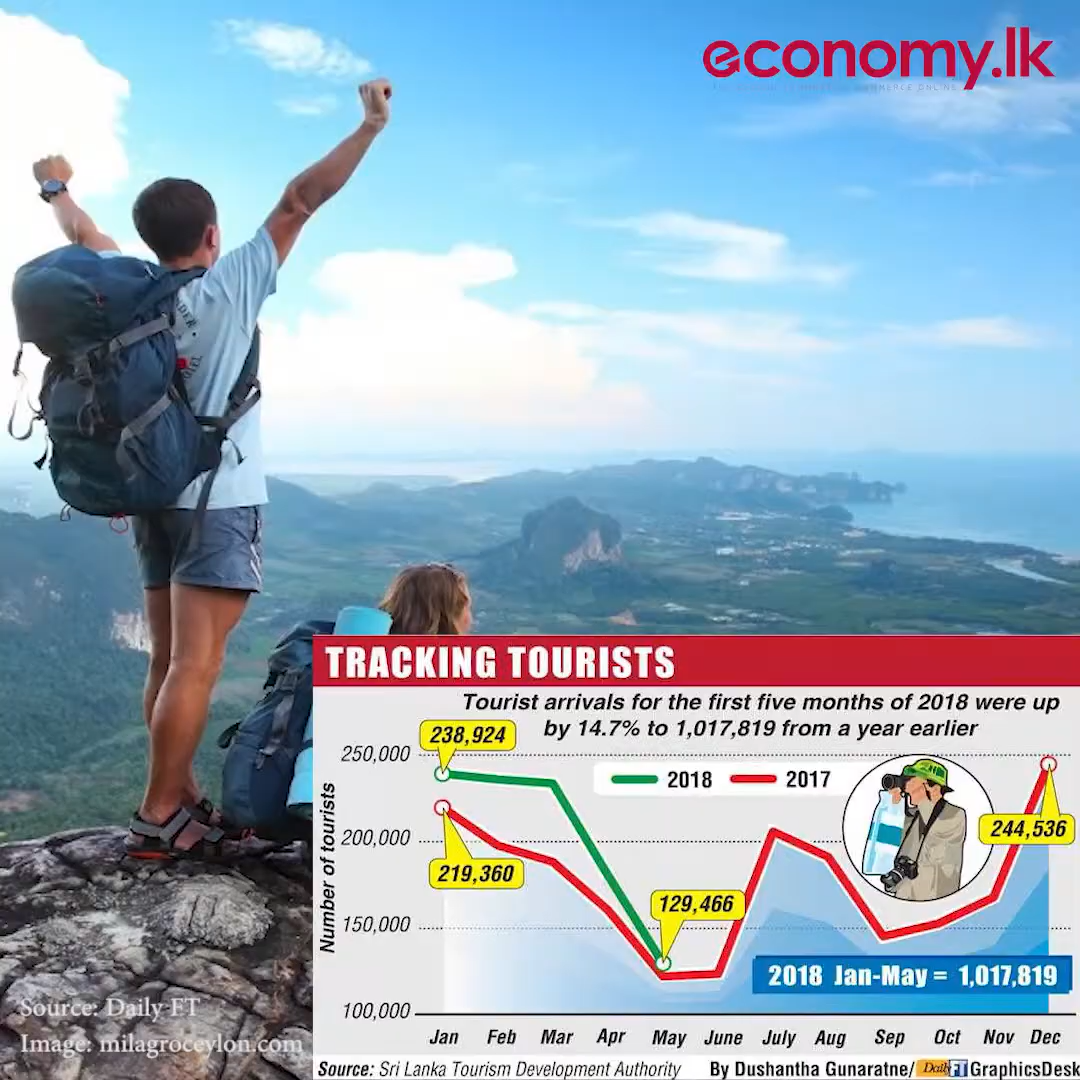 economy.lk
TRACKING TOURISTS
Tourist arrivals for the first five months of 2018 were up
by 14.7% to 1,017,819 from a year earlier
238,924
250,000
2018
2017
244,536
200,000
219,360
Number of tourists
129,466
150,000
2018 Jan-May = 1,017,819
100,000
Jan Feb Mar Apr May June July Aug Sep Oct Nov Dec
Source: Daily FT
Image: milagroceylon.com
Source: Sri Lanka Tourism Development Authority
By Dushantha Gunaratne/ Daily FT GraphicsDesk